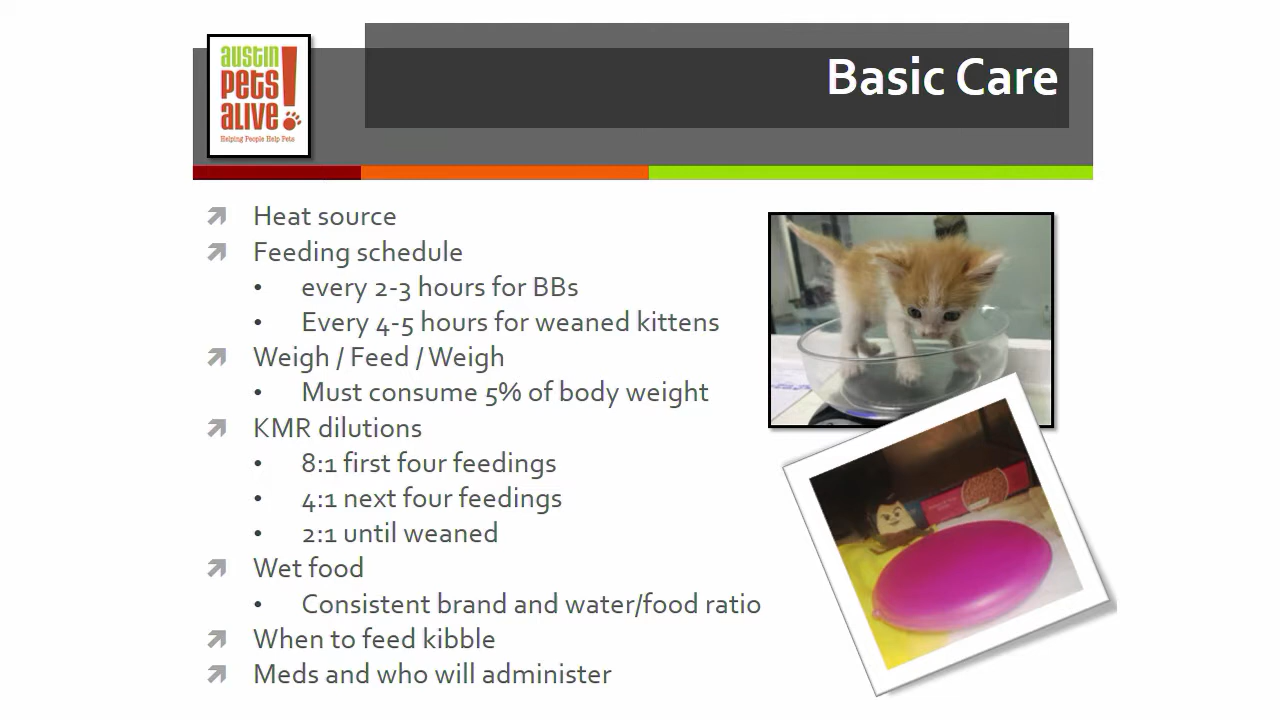 austin
PETS
ALIVE!
Helping People Help Pets
Basic Care
Heat source
Feeding schedule
every 2-3 hours for BBs
Every 4-5 hours for weaned kittens
Weigh / Feed / Weigh
Must consume 5% of body weight
KMR dilutions
8:1 first four feedings
4:1 next four feedings
2:1 until weaned
Wet food
Consistent brand and water/food ratio
When to feed kibble
Meds and who will administer